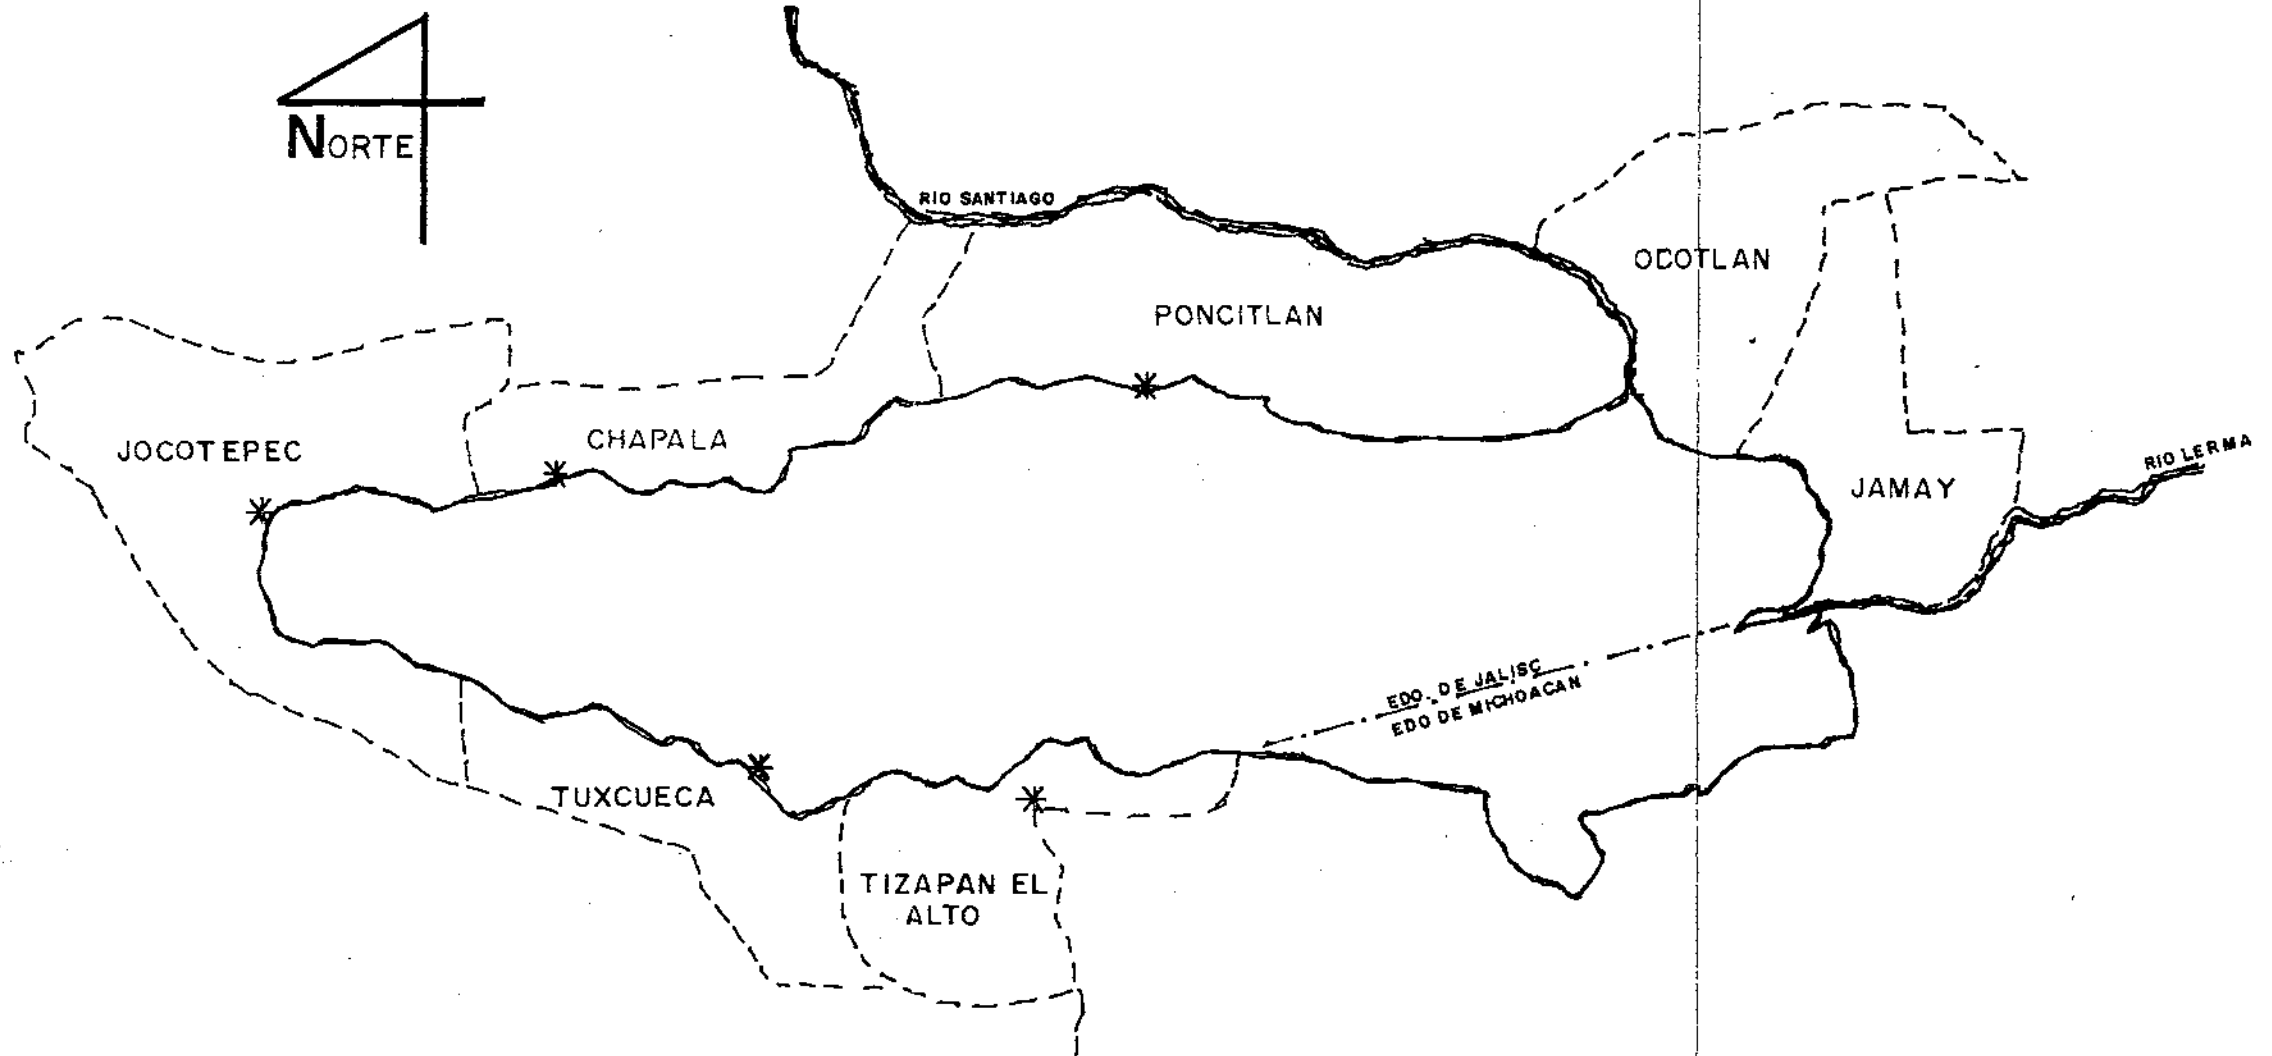 NORTE
RIO SANTIAGO
OCOTLAN
PONCITLAN
CHAPALA
JOCOTEPEC
RIO LERMA
JAMAY
EDO. DE JALISC
EDO DE MICHOACAN
TUXCUECA
TIZAPAN EL
ALTO